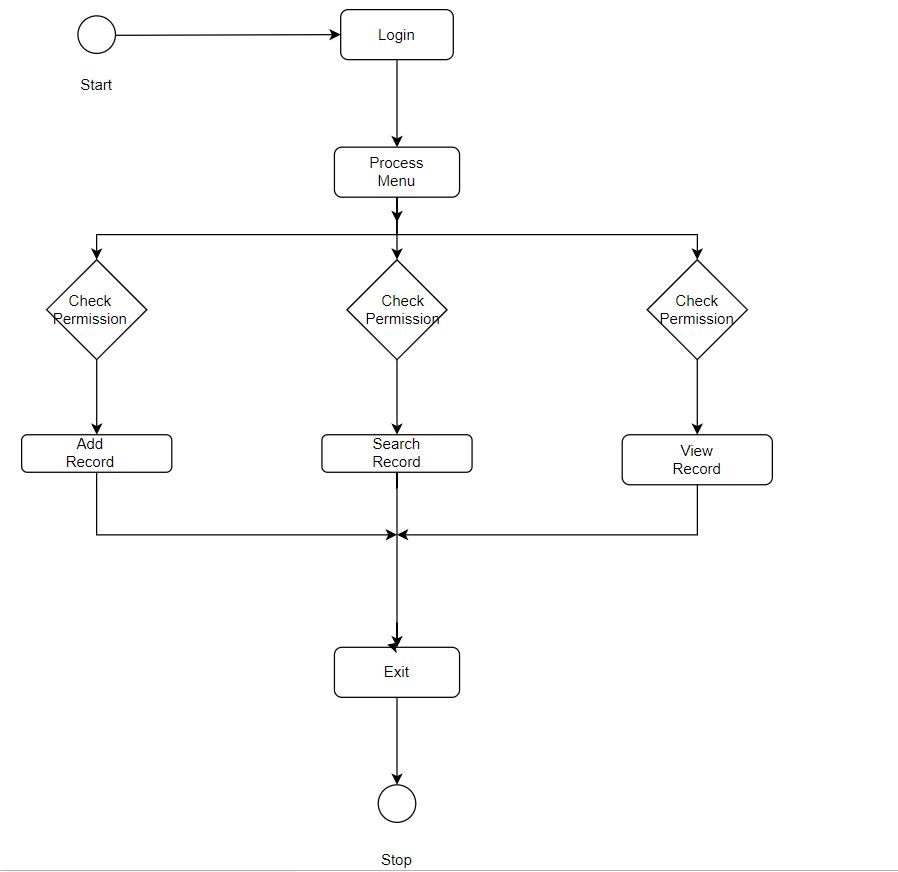 Login
Start
Process
Menu
Check
Permission
Check
Permission
Check
Permission
Add
Record
Search
Record
View
Record
Exit
Stop